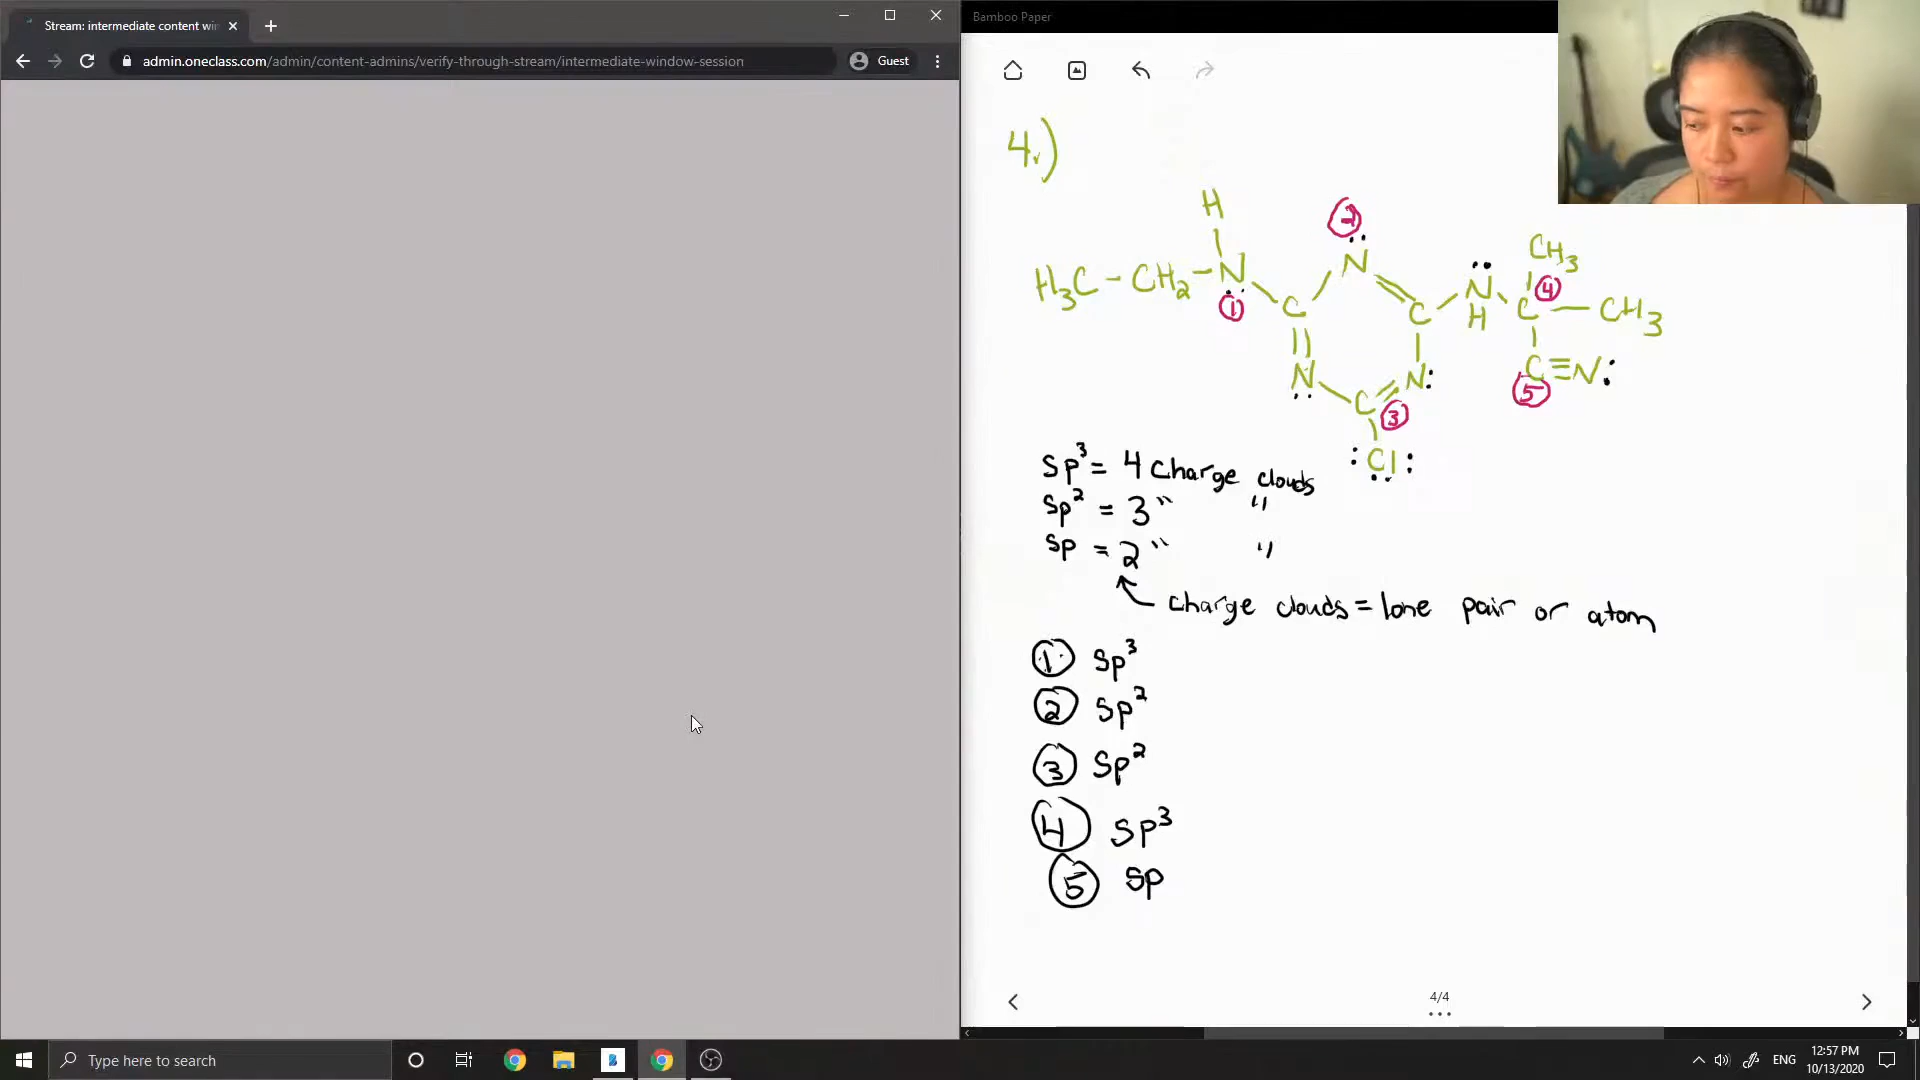 Stream: intermediate content win
admin.oneclass.com/admin/content-admins/verify-through-stream/intermediate-window-session
Guest
Bamboo Paper
4.)
H
2
CH3
H3C - CH2 - N
N
N
4
1
C
C
H
C — CH3
N
N
C≡N
C
3
5
Cl
Sp³ = 4 charge clouds
Sp² = 3 " "
Sp = 2 " "
charge clouds = lone pair or atom
1 Sp³
2 Sp²
3 Sp²
4 Sp³
5 Sp
4/4
Type here to search
ENG
12:57 PM
10/13/2020